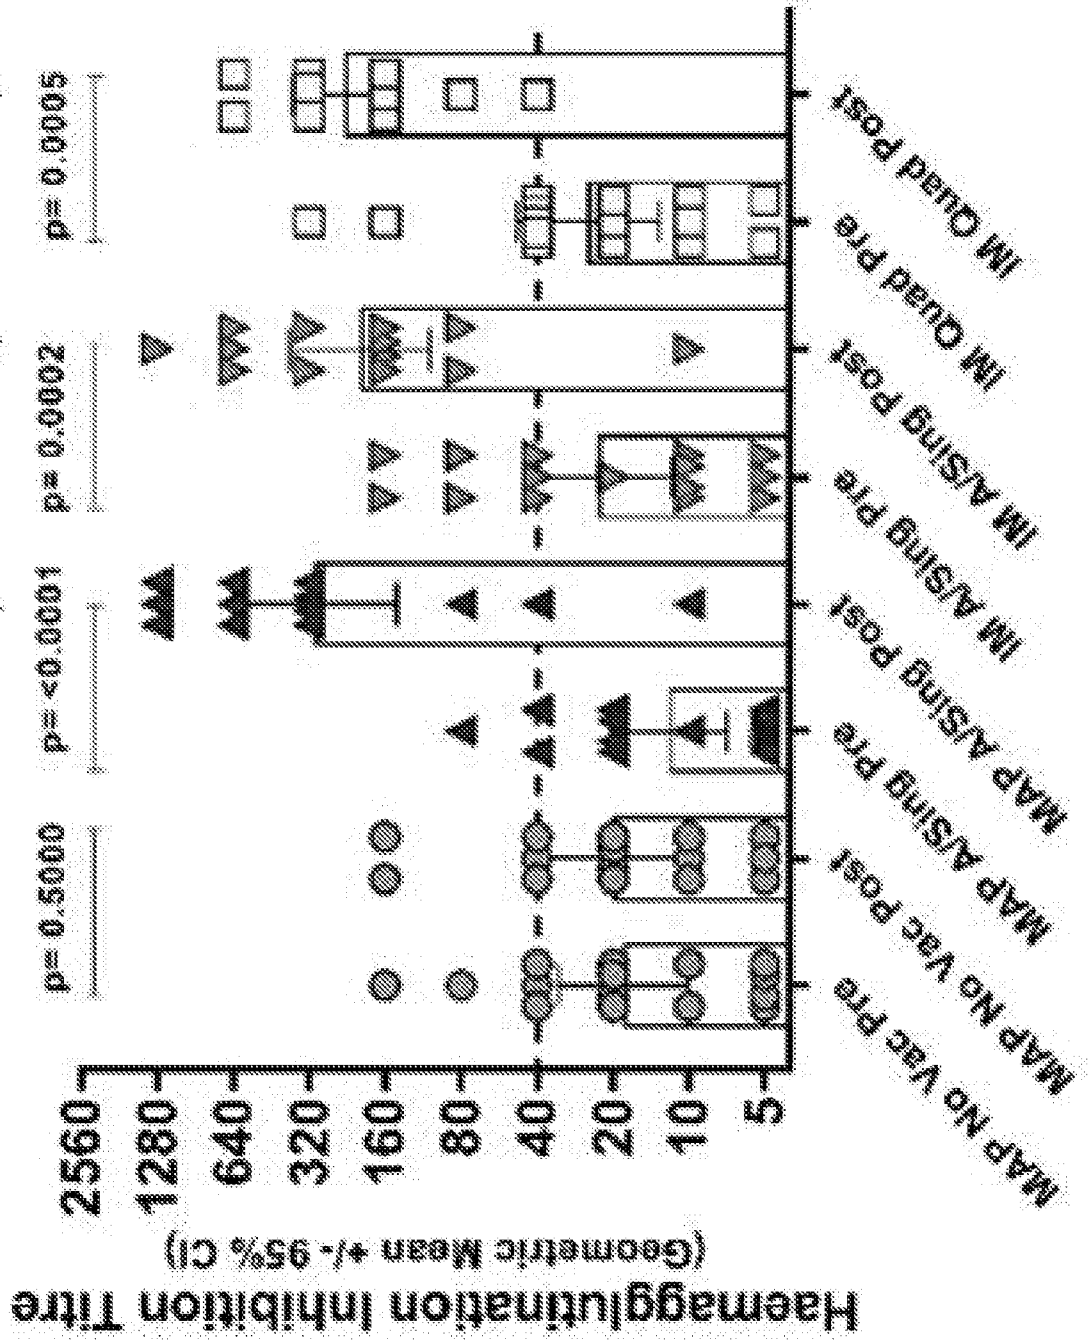 p= 0.5000
p= <0.0001
p= 0.0002
p= 0.0005
Haemagglutination Inhibition Titre
(Geometric Mean +/- 95% CI)
2560
1280
640
320
160
80
40
20
10
5
MAP No Vac Pre
MAP No Vac Post
MAP A/Sing Pre
MAP A/Sing Post
IM A/Sing Pre
IM A/Sing Post
IM Quad Pre
IM Quad Post